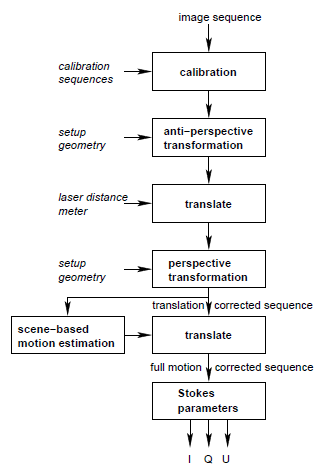 image sequence
calibration
sequences
calibration
setup
geometry
anti−perspective
transformation
laser distance
meter
translate
setup
geometry
perspective
transformation
translation corrected sequence
scene−based
motion estimation
translate
full motion corrected sequence
Stokes
parameters
I Q U